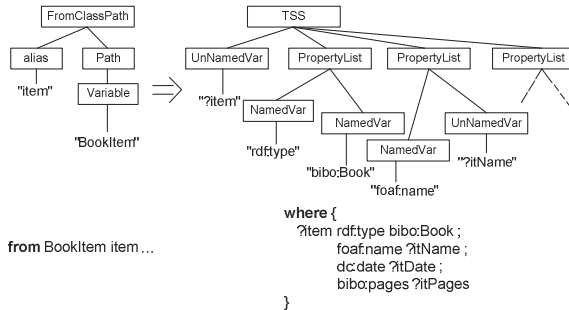 FromClassPath
TSS
alias
Path
UnNamedVar
PropertyList
PropertyList
PropertyList
"item"
Variable
"?item"
NamedVar
NamedVar
UnNamedVar
"BookItem"
"rdf:type"
NamedVar
"?itName"
"bibo:Book"
"foaf:name"
where {
?item rdf:type bibo:Book ;
from BookItem item ...
foaf:name ?itName ;
dc:date ?itDate ;
bibo:pages ?itPages
}